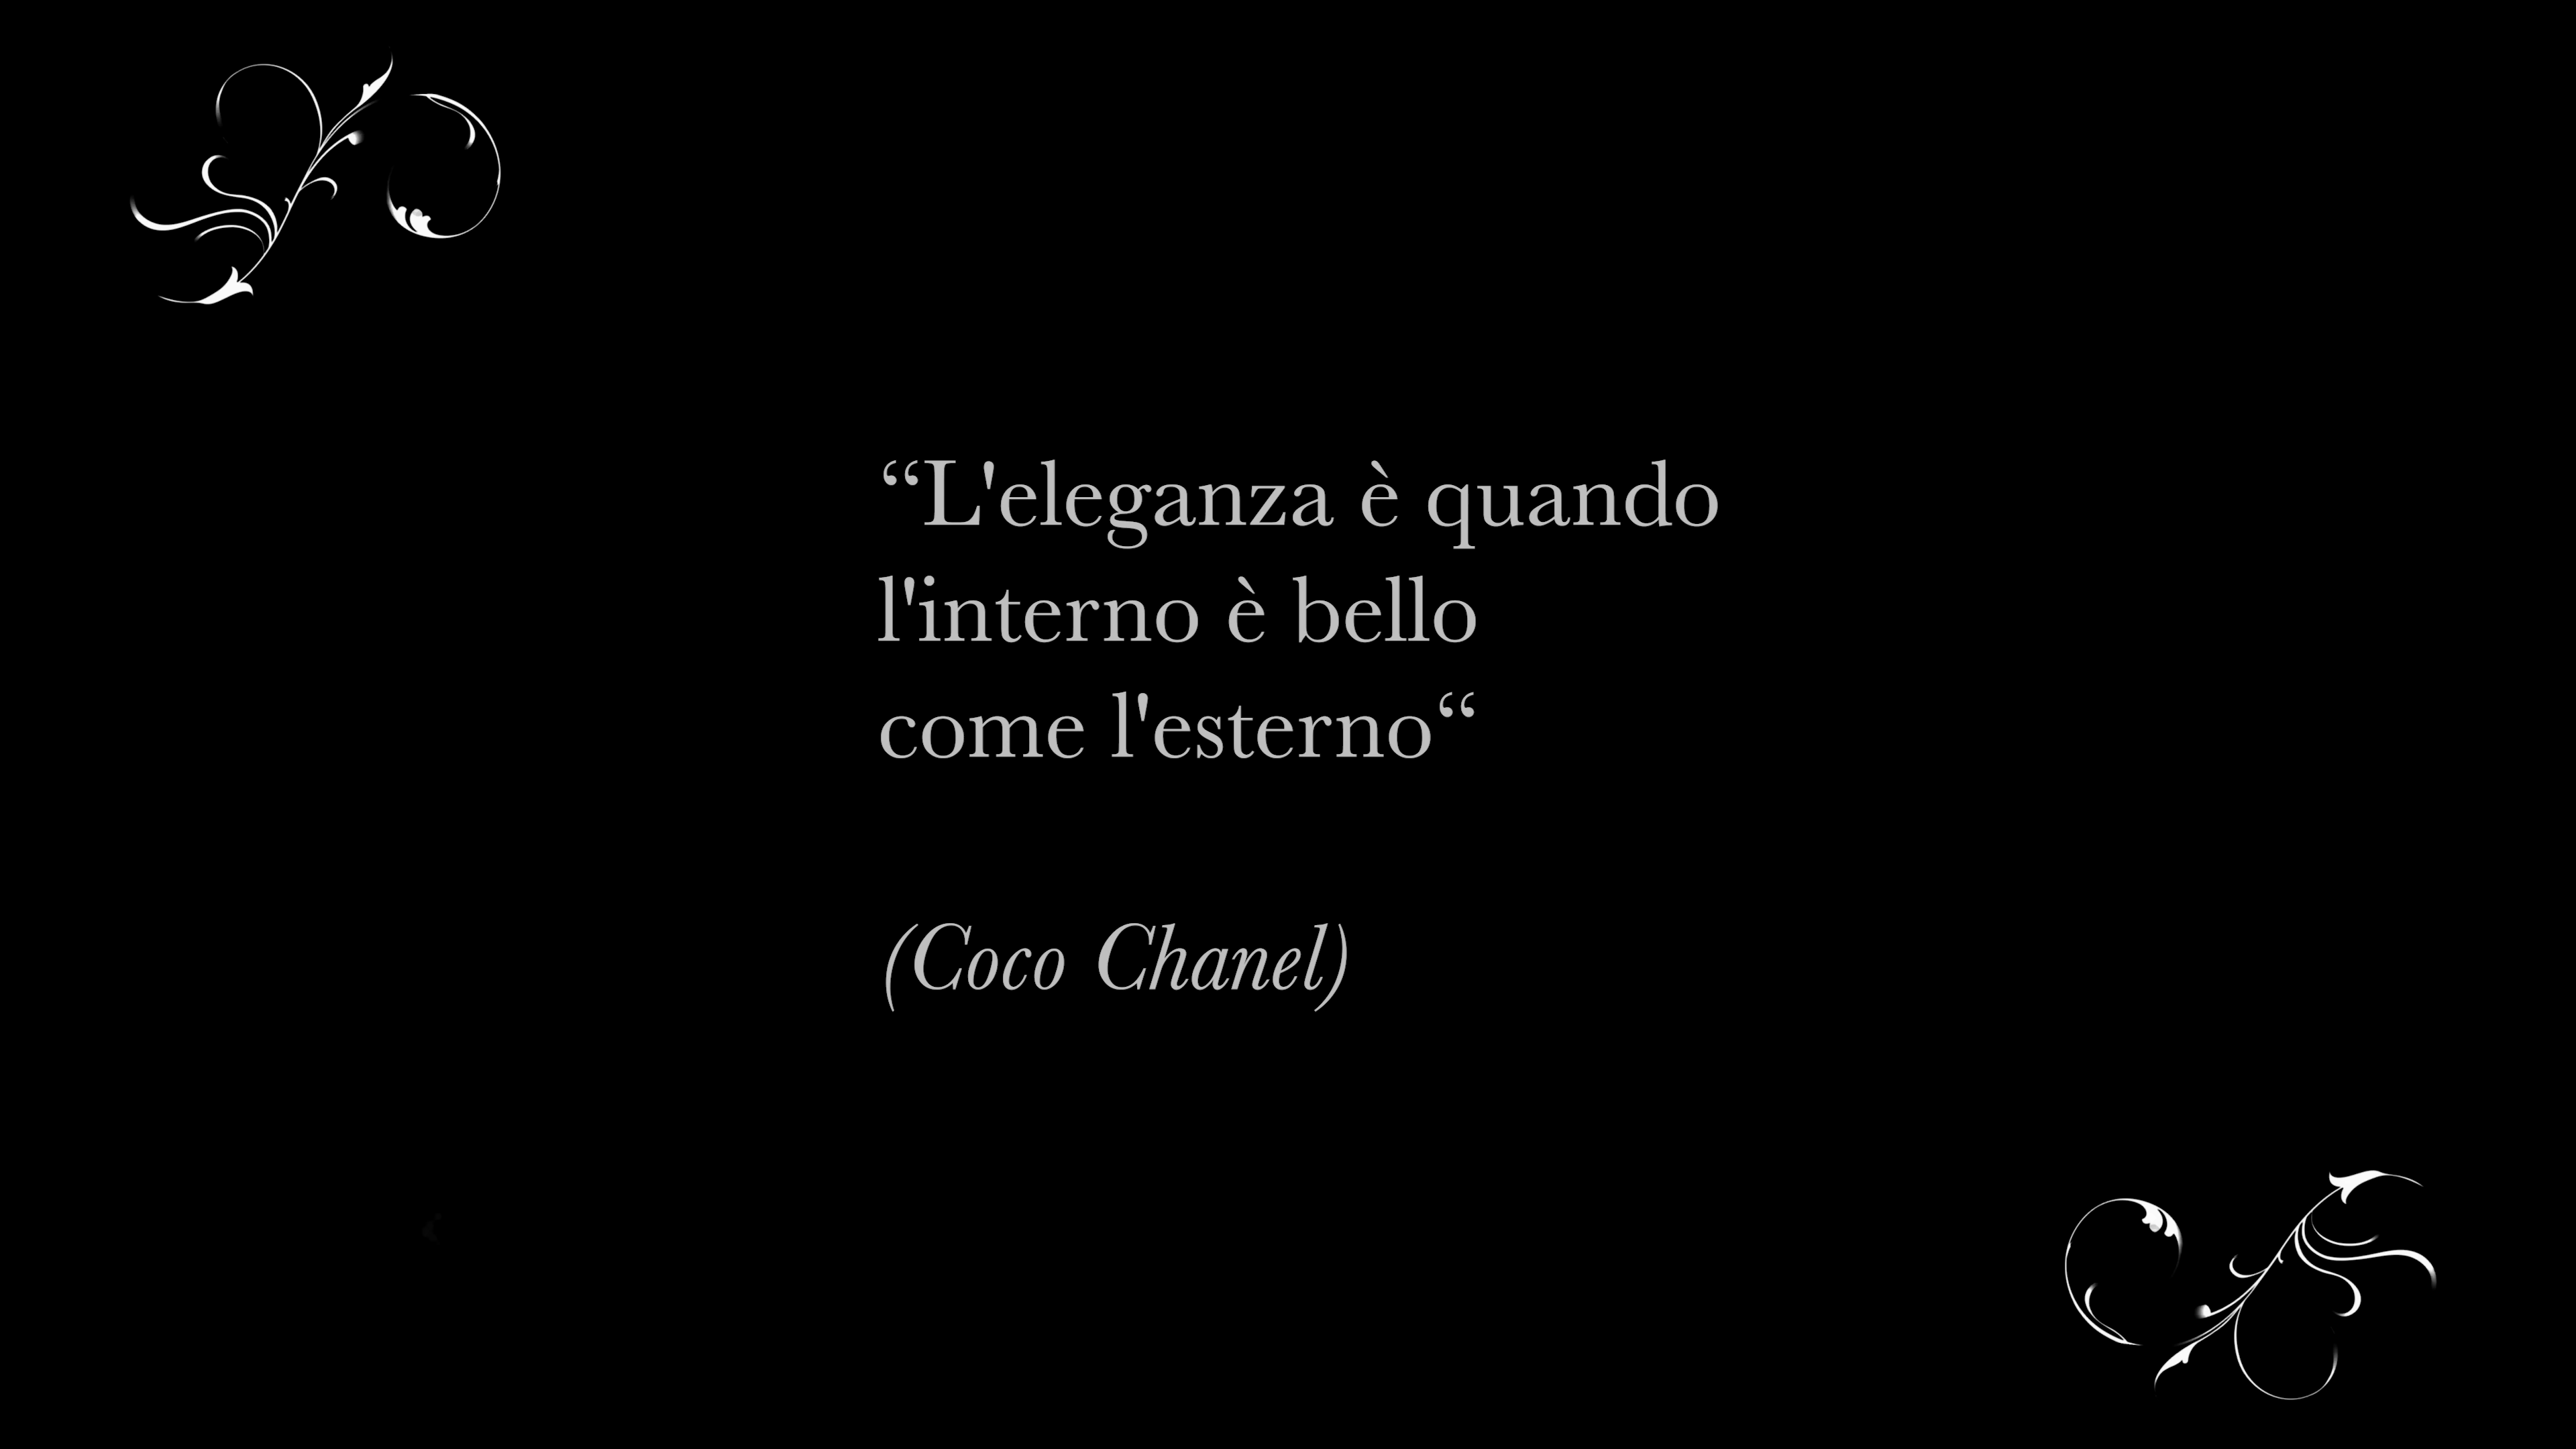 “L'eleganza è quando
l'interno è bello
come l'esterno“
(Coco Chanel)